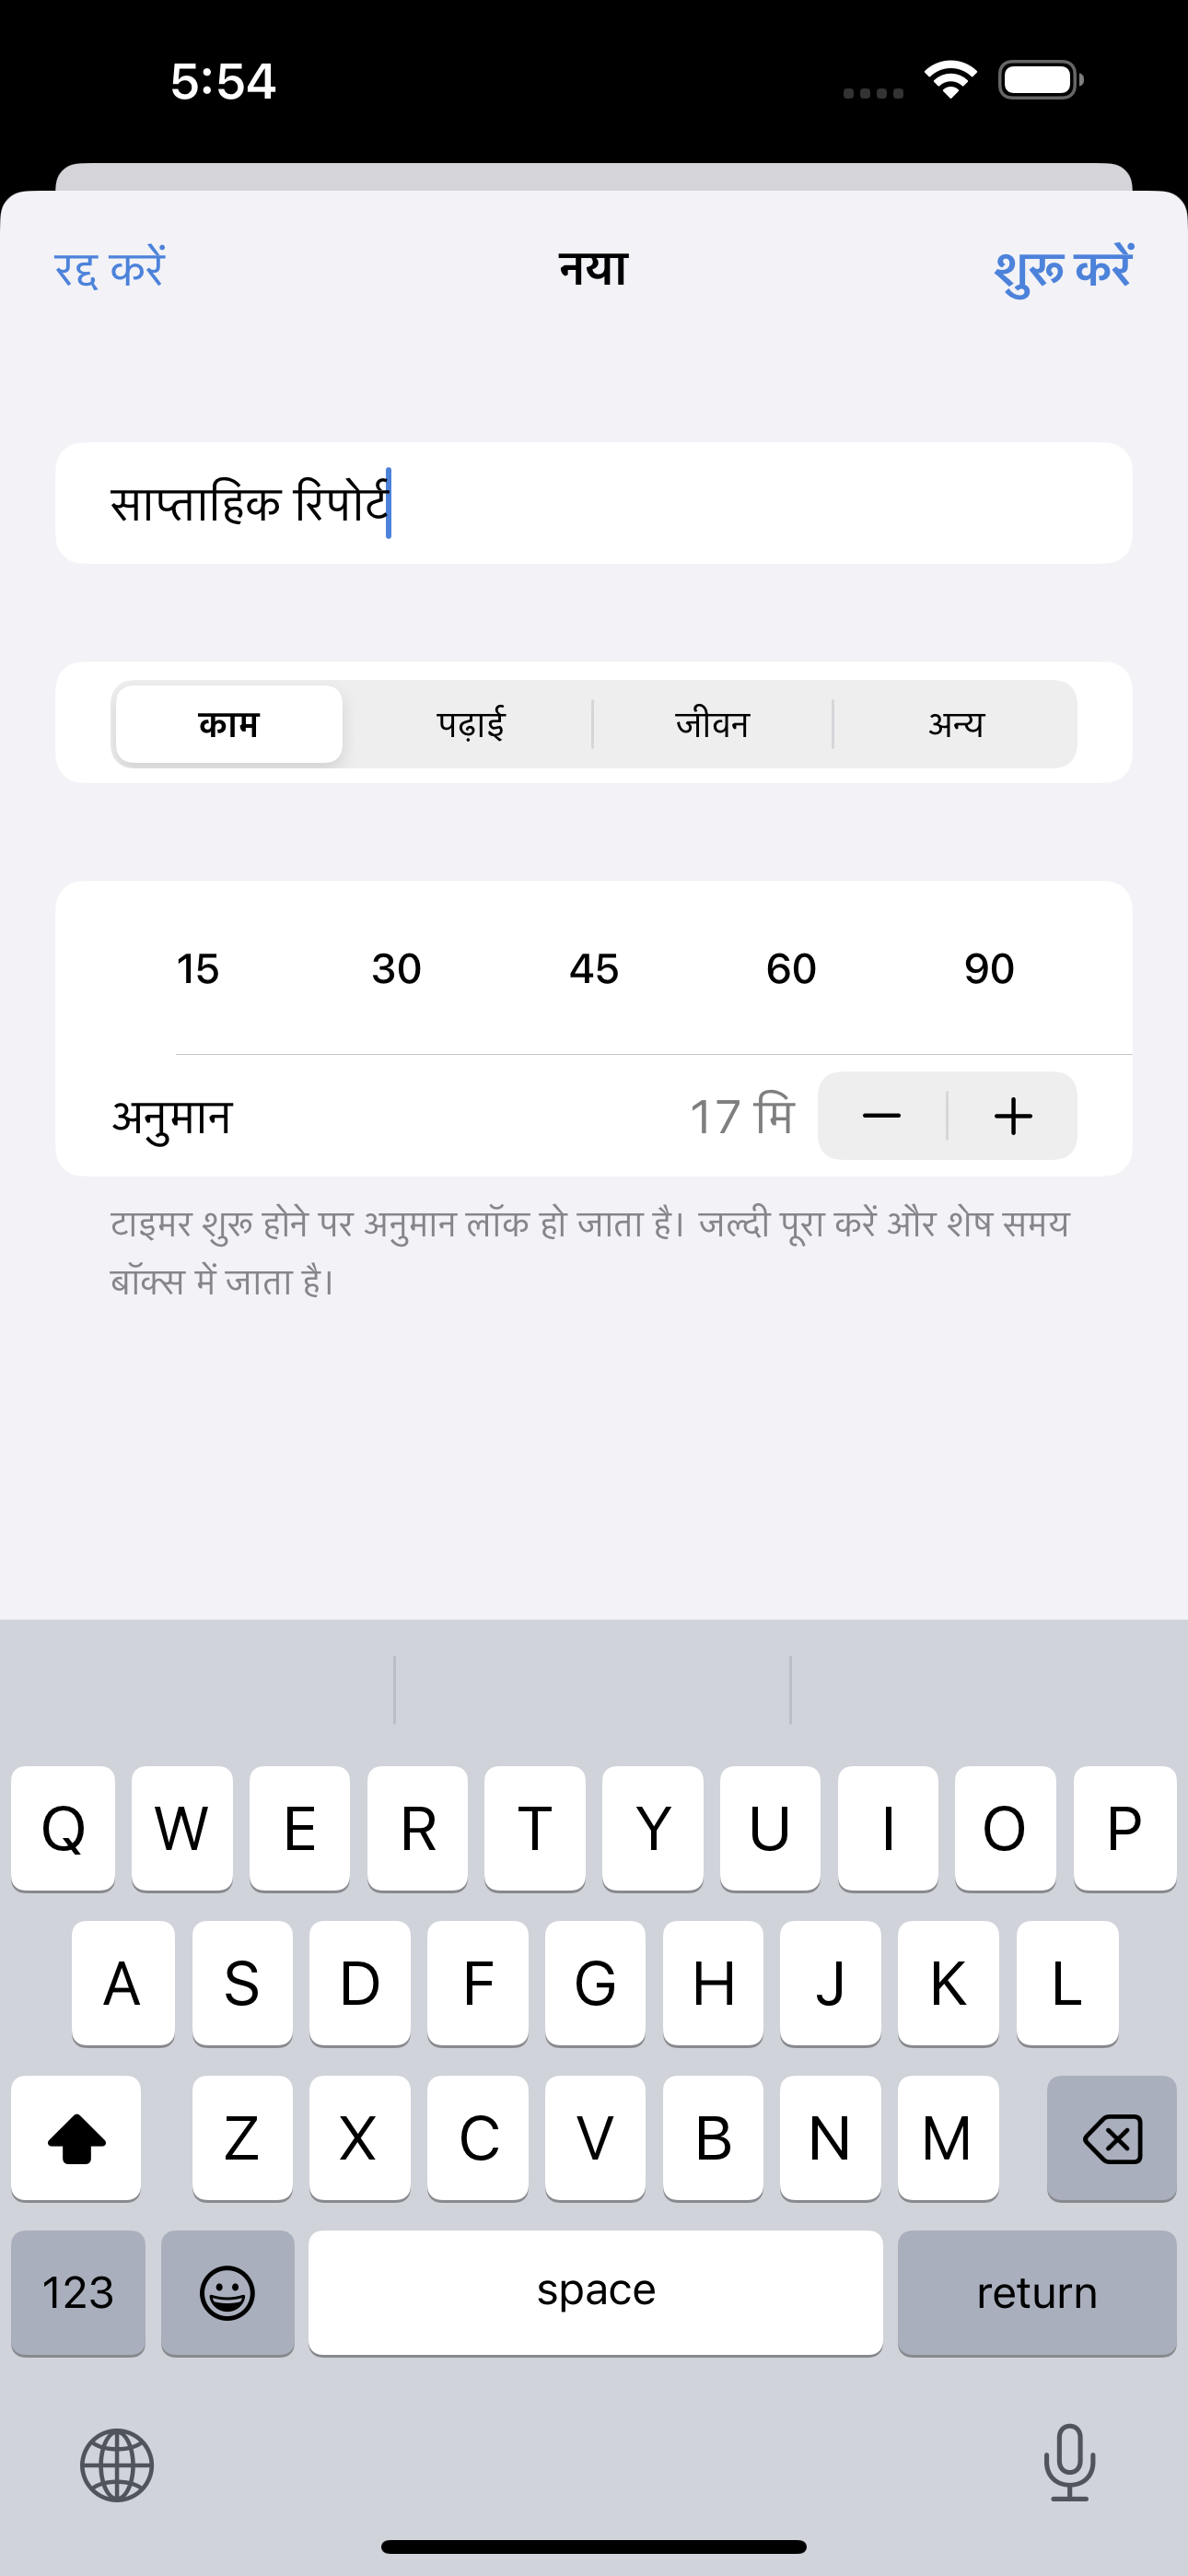 5:54
रद्द करें नया शुरू करें
साप्ताहिक रिपोर्ट
काम पढ़ाई जीवन अन्य
15 30 45 60 90
अनुमान 17 मि
टाइमर शुरू होने पर अनुमान लॉक हो जाता है। जल्दी पूरा करें और शेष समय
बॉक्स में जाता है।
Q W E R T Y U I O P
A S D F G H J K L
Z X C V B N M
123 space return